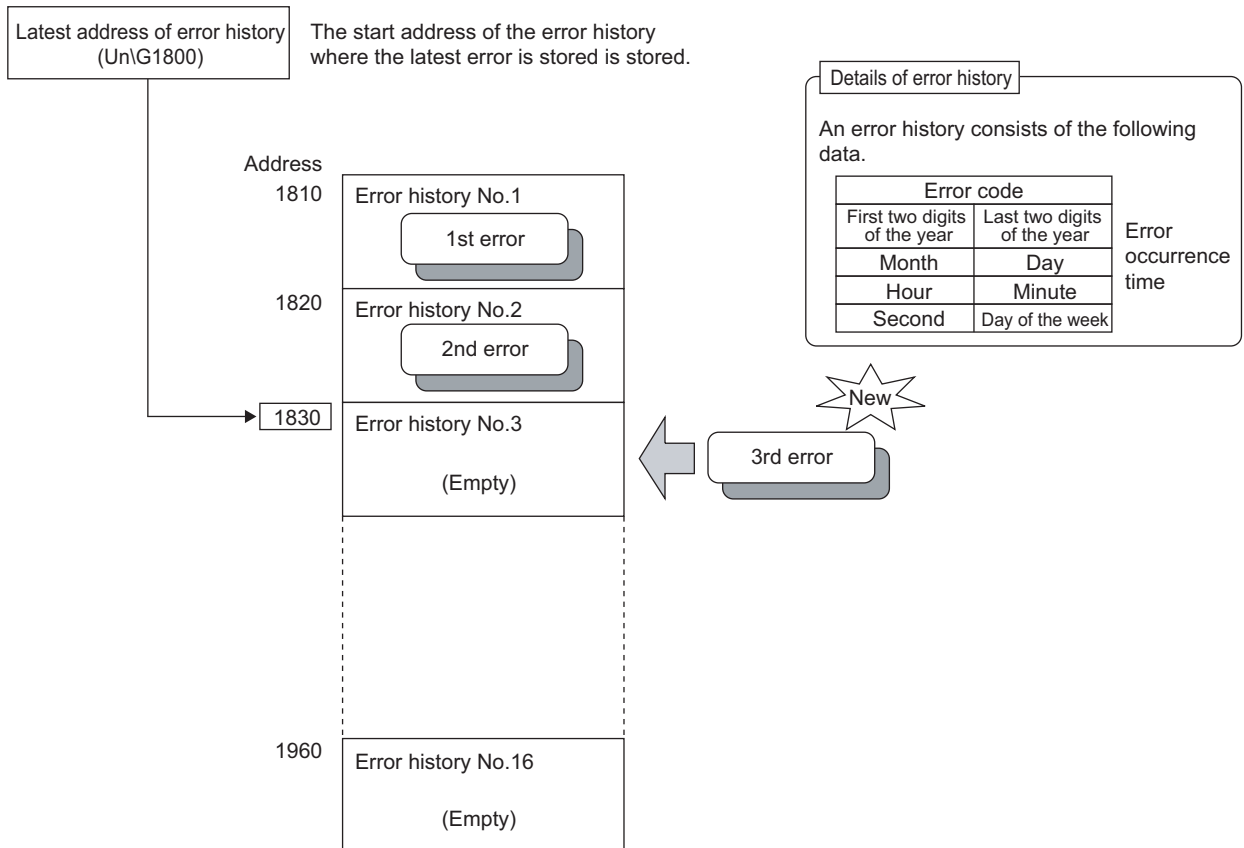 Latest address of error history
(Un\G1800)
The start address of the error history
where the latest error is stored is stored.
Details of error history
An error history consists of the following
data.
Error code
First two digits
of the year
Last two digits
of the year
Month
Day
Hour
Minute
Second
Day of the week
Error
occurrence
time
Address
1810
Error history No.1
1st error
1820
Error history No.2
2nd error
1830
Error history No.3
(Empty)
New
3rd error
1960
Error history No.16
(Empty)